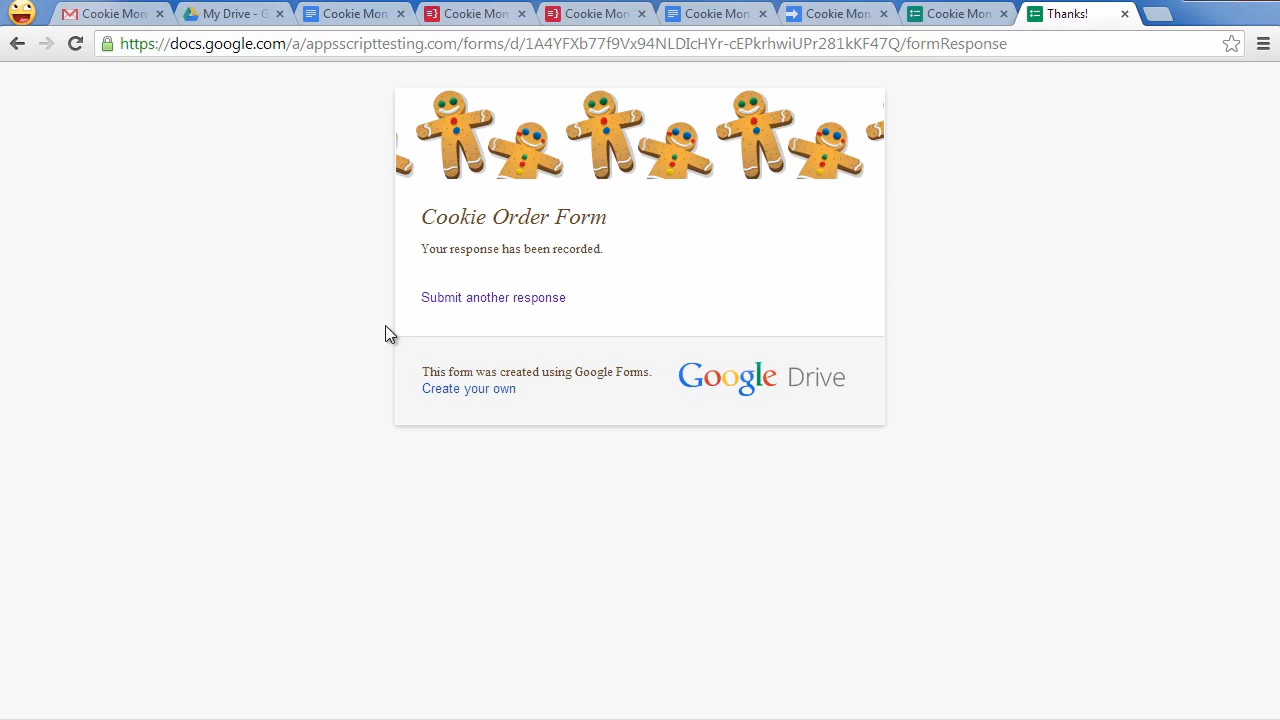 Cookie Mon
My Drive - G
Cookie Mon
Cookie Mon
Cookie Mon
Cookie Mon
Cookie Mon
Cookie Mon
Thanks!
https://docs.google.com/a/appsscripttesting.com/forms/d/1A4YFXb77f9Vx94NLDIcHYr-cEPkrhwiUPr281kKF47Q/formResponse
Cookie Order Form
Your response has been recorded.
Submit another response
This form was created using Google Forms.
Create your own
Google Drive